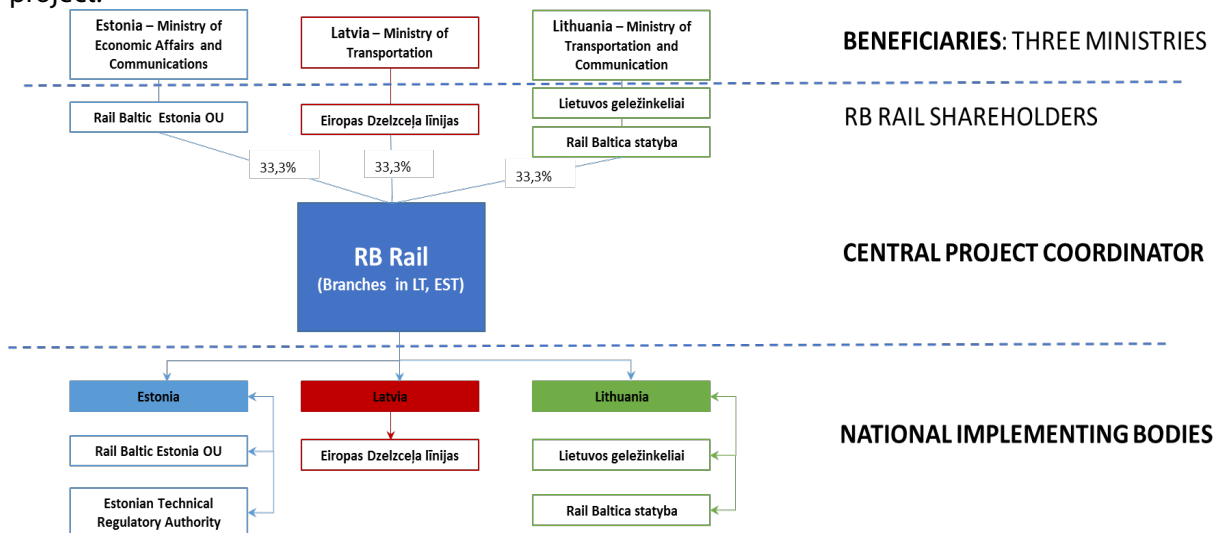 project.
Estonia – Ministry of
Economic Affairs and
Communications
Latvia – Ministry of
Transportation
Lithuania – Ministry of
Transportation and
Communication
BENEFICIARIES: THREE MINISTRIES
Rail Baltic Estonia OU
Eiropas Dzelzceļa līnijas
Lietuvos geležinkeliai
Rail Baltica statyba
RB RAIL SHAREHOLDERS
33,3%
33,3%
33,3%
RB Rail
(Branches in LT, EST)
CENTRAL PROJECT COORDINATOR
Estonia
Latvia
Lithuania
Rail Baltic Estonia OU
Eiropas Dzelzceļa līnijas
Lietuvos geležinkeliai
NATIONAL IMPLEMENTING BODIES
Estonian Technical
Regulatory Authority
Rail Baltica statyba